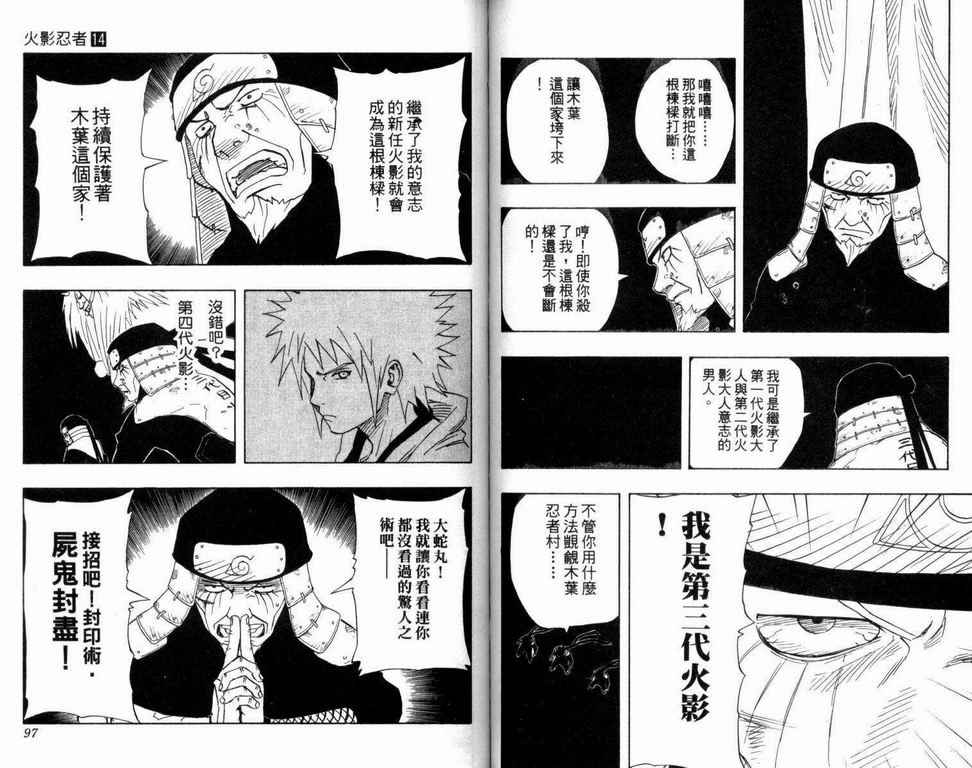 嘻嘻嘻……
那我就把你這
根棟樑打斷…
讓木葉
這個家垮下來
！
哼！即使你殺
了我，這根棟
樑還是不會斷
的！
我可是繼承了
第一代火影大
人與第二代火
影大人意志的
男人。
三代目
我是第三代火影
！
不管你用什麼
方法覬覦木葉
忍者村……
火影忍者14
繼承了我的意志
的新任火影就會
成為這根棟樑！
持續保護著
木葉這個家！
沒錯吧？
第四代火影…
大蛇丸！
我就讓你看看連你
都沒看過的驚人之
術吧——
接招吧！封印術．
屍鬼封盡！
97